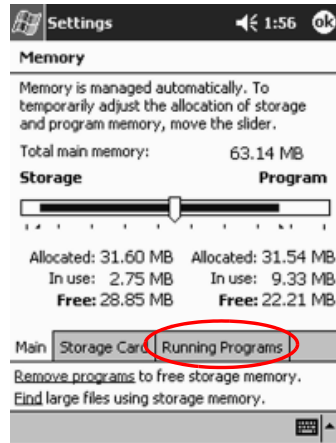 Settings 1:56 ok
Memory
Memory is managed automatically. To
temporarily adjust the allocation of storage
and program memory, move the slider.
Total main memory: 63.14 MB
Storage Program
Allocated: 31.60 MB Allocated: 31.54 MB
In use: 2.75 MB In use: 9.33 MB
Free: 28.85 MB Free: 22.21 MB
Main Storage Card Running Programs
Remove programs to free storage memory.
Find large files using storage memory.